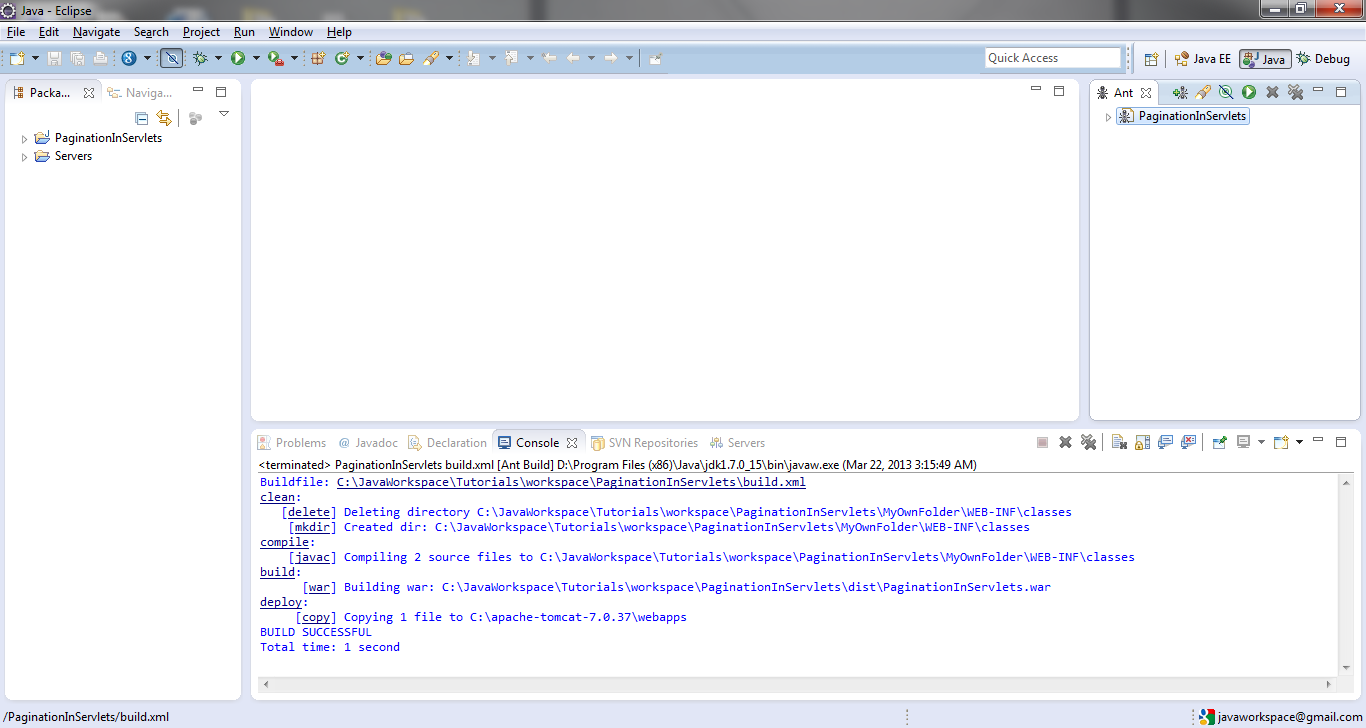 Java - Eclipse
File Edit Navigate Search Project Run Window Help
Quick Access Java EE Java Debug
Packa... Naviga...
PaginationInServlets
Servers
Ant
PaginationInServlets
Problems @ Javadoc Declaration Console SVN Repositories Servers
<terminated> PaginationInServlets build.xml [Ant Build] D:\Program Files (x86)\Java\jdk1.7.0_15\bin\javaw.exe (Mar 22, 2013 3:15:49 AM)
Buildfile: C:\JavaWorkspace\Tutorials\workspace\PaginationInServlets\build.xml
clean:
[delete] Deleting directory C:\JavaWorkspace\Tutorials\workspace\PaginationInServlets\MyOwnFolder\WEB-INF\classes
[mkdir] Created dir: C:\JavaWorkspace\Tutorials\workspace\PaginationInServlets\MyOwnFolder\WEB-INF\classes
compile:
[javac] Compiling 2 source files to C:\JavaWorkspace\Tutorials\workspace\PaginationInServlets\MyOwnFolder\WEB-INF\classes
build:
[war] Building war: C:\JavaWorkspace\Tutorials\workspace\PaginationInServlets\dist\PaginationInServlets.war
deploy:
[copy] Copying 1 file to C:\apache-tomcat-7.0.37\webapps
BUILD SUCCESSFUL
Total time: 1 second
/PaginationInServlets/build.xml
javaworkspace@gmail.com